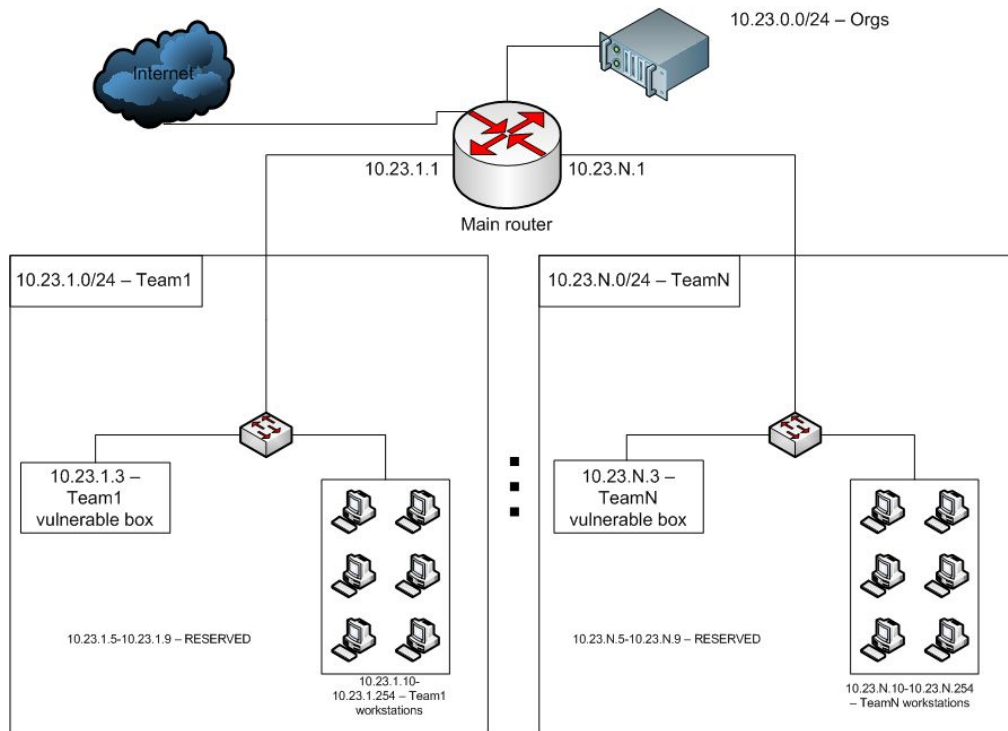 10.23.0.0/24 – Orgs
Internet
10.23.1.1
10.23.N.1
Main router
10.23.1.0/24 – Team1
10.23.N.0/24 – TeamN
10.23.1.3 –
Team1
vulnerable box
10.23.N.3 –
TeamN
vulnerable box
10.23.1.5-10.23.1.9 – RESERVED
10.23.N.5-10.23.N.9 – RESERVED
10.23.1.10-
10.23.1.254 – Team1
workstations
10.23.N.10-10.23.N.254
– TeamN workstations